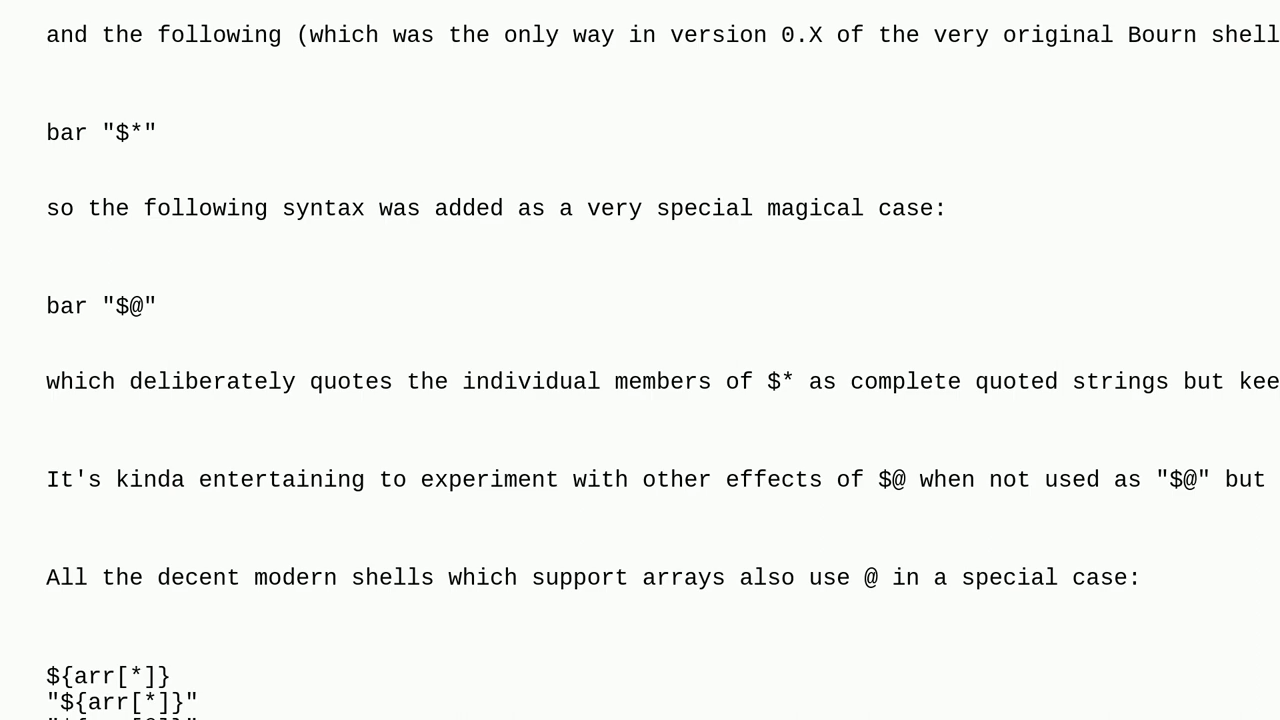 and the following (which was the only way in version 0.X of the very original Bourn shell
bar "$*"
so the following syntax was added as a very special magical case:
bar "$@"
which deliberately quotes the individual members of $* as complete quoted strings but kee
It's kinda entertaining to experiment with other effects of $@ when not used as "$@" but
All the decent modern shells which support arrays also use @ in a special case:
${arr[*]}
"${arr[*]}"